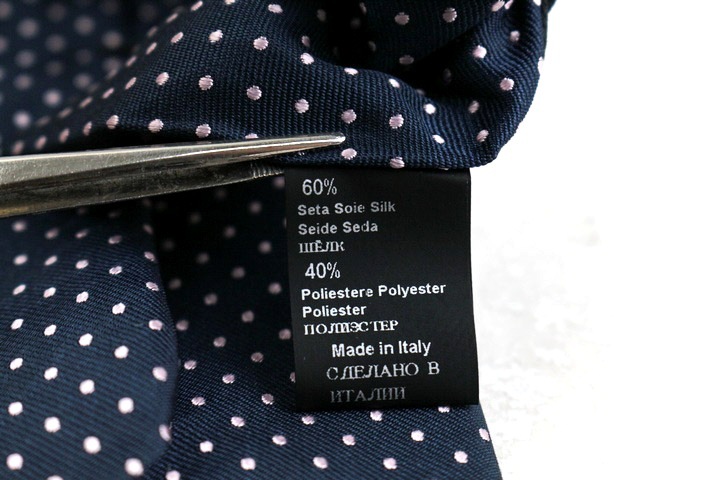 60%
Seta Soie Silk
Seide Seda
ШЁЛК
40%
Poliestere Polyester
Poliester
ПОЛИЭСТЕР
Made in Italy
СДЕЛАНО В
ИТАЛИИ